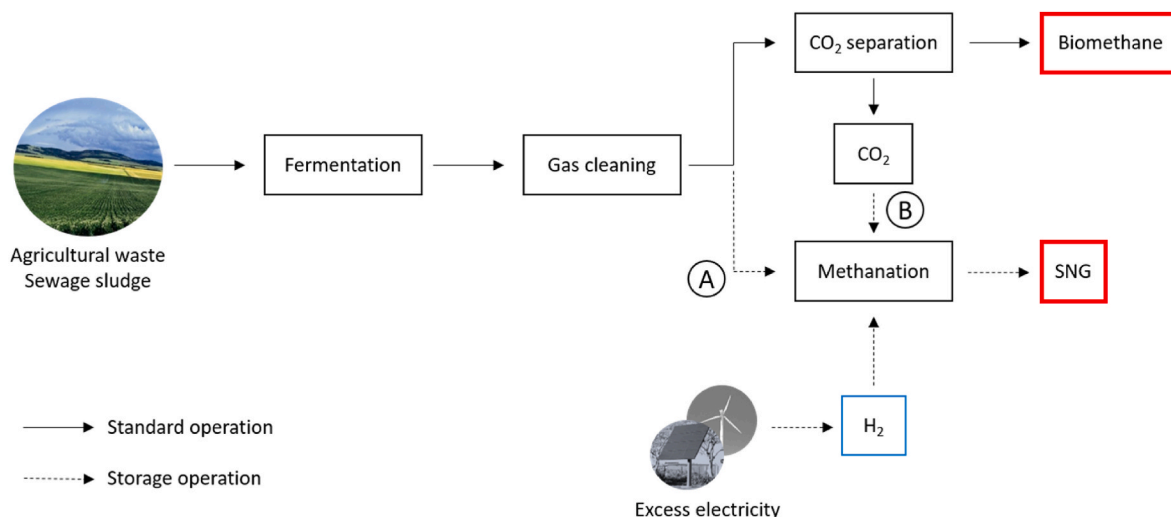 CO₂ separation
Biomethane
Fermentation
Gas cleaning
CO₂
B
Agricultural waste
Sewage sludge
A
Methanation
SNG
Standard operation
H₂
Storage operation
Excess electricity